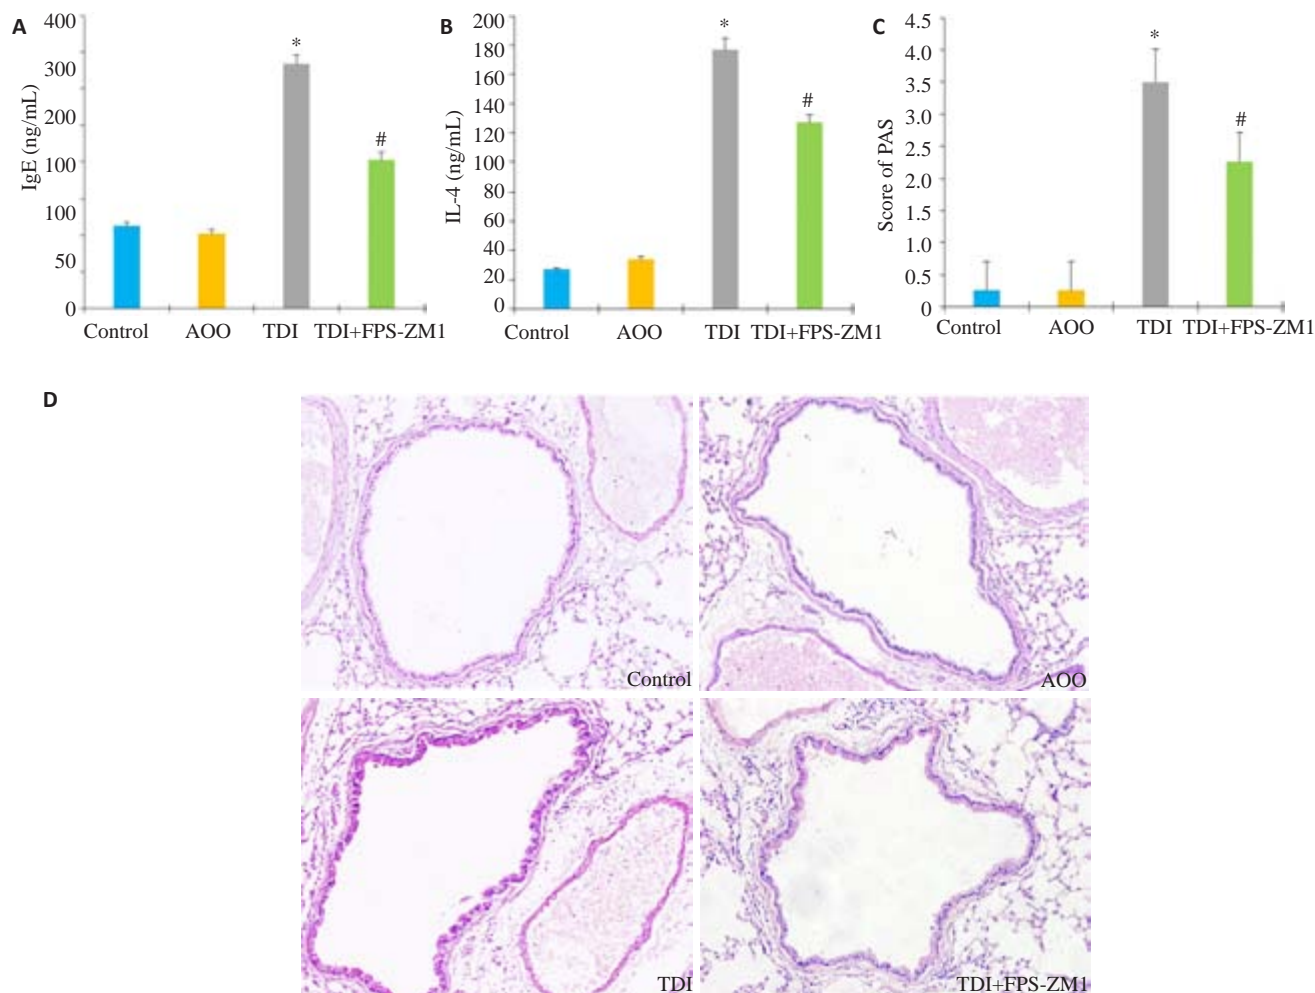 A
IgE (ng/mL)
400
300
200
100
100
50
0
*
#
Control AOO TDI TDI+FPS-ZM1
B
IL-4 (ng/mL)
200
180
160
140
120
100
80
60
40
20
0
*
#
Control AOO TDI TDI+FPS-ZM1
C
Score of PAS
4.5
4.0
3.5
3.0
2.5
2.0
1.5
1.0
0.5
0
*
#
Control AOO TDI TDI+FPS-ZM1
D
Control
AOO
TDI
TDI+FPS-ZM1